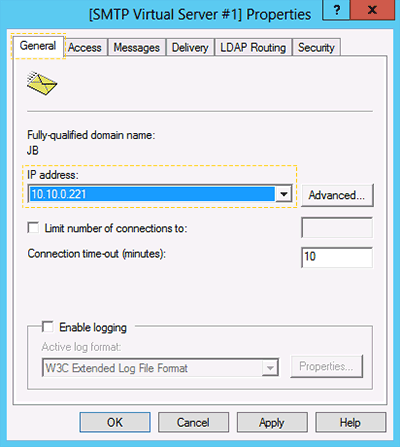 [SMTP Virtual Server #1] Properties
?
x
General
Access
Messages
Delivery
LDAP Routing
Security
Fully-qualified domain name:
JB
IP address:
10.10.0.221
Advanced...
Limit number of connections to:
Connection time-out (minutes):
10
Enable logging
Active log format:
W3C Extended Log File Format
Properties...
OK
Cancel
Apply
Help